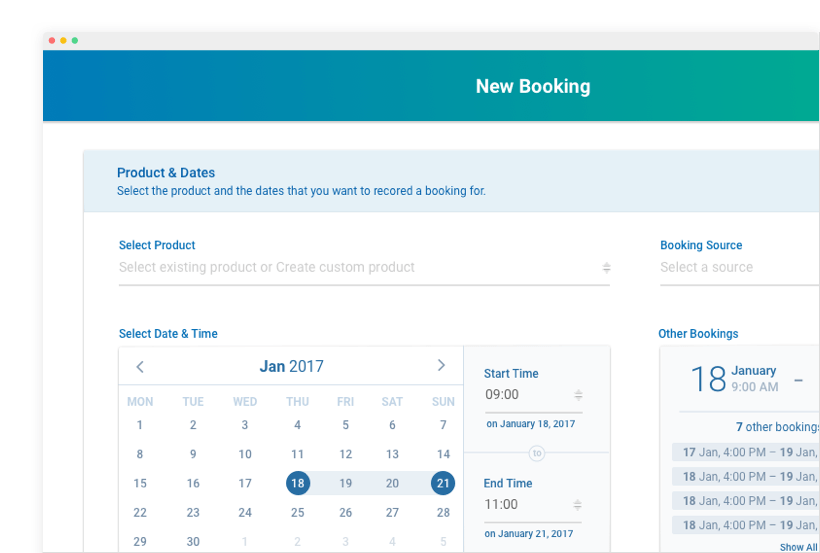 New Booking
Product & Dates
Select the product and the dates that you want to recored a booking for.
Select Product
Select existing product or Create custom product
Booking Source
Select a source
Select Date & Time
Jan 2017
MON TUE WED THU FRI SAT SUN
1 2 3 4 5 6 7
8 9 10 11 12 13 14
15 16 17 18 19 20 21
22 23 24 25 26 27 28
29 30 1 2 3 4 5
Start Time
09:00
on January 18, 2017
to
End Time
11:00
on January 21, 2017
Other Bookings
18 January
9:00 AM –
7 other bookings
17 Jan, 4:00 PM – 19 Jan,
18 Jan, 4:00 PM – 19 Jan,
18 Jan, 4:00 PM – 19 Jan,
18 Jan, 4:00 PM – 19 Jan,
Show All